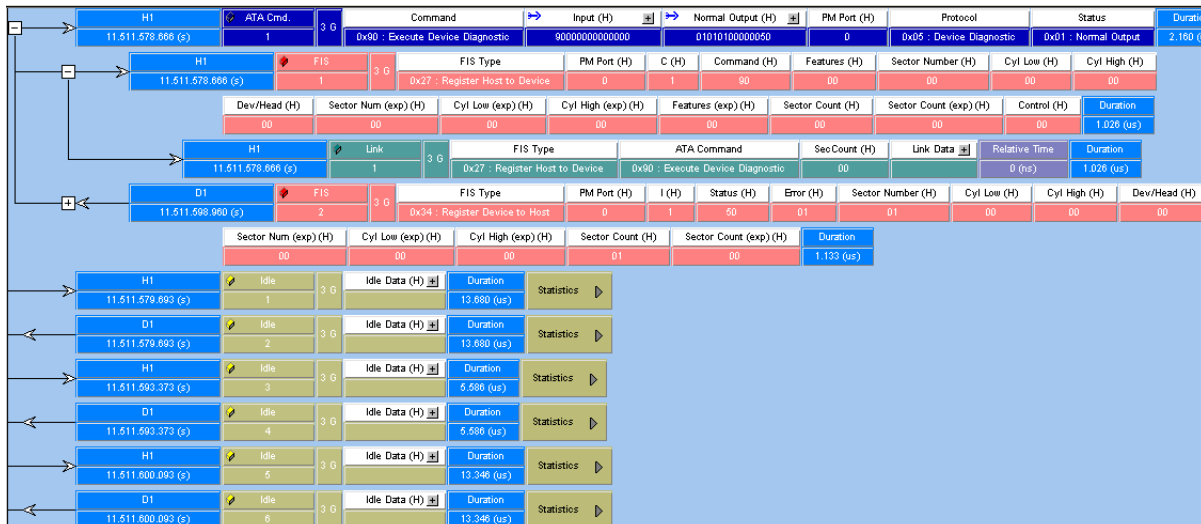 H1 ATA Cmd. 3 G Command Input (H) Normal Output (H) PM Port (H) Protocol Status
11.511.578.666 (s) 1 0x90 : Execute Device Diagnostic 90000000000000 01010100000050 0 0x05 : Device Diagnostic 0x01 : Normal Output
H1 FIS 3 G FIS Type PM Port (H) C (H) Command (H) Features (H) Sector Number (H) Cyl Low (H) Cyl High (H)
11.511.578.666 (s) 1 0x27 : Register Host to Device 0 1 90 00 00 00 00
Dev/Head (H) Sector Num (exp) (H) Cyl Low (exp) (H) Cyl High (exp) (H) Features (exp) (H) Sector Count (H) Sector Count (exp) (H) Control (H) Duration
00 00 00 00 00 00 00 00 1.026 (us)
H1 Link 3 G FIS Type ATA Command SecCount (H) Link Data Relative Time Duration
11.511.578.666 (s) 1 0x27 : Register Host to Device 0x90 : Execute Device Diagnostic 00 0 (ns) 1.026 (us)
D1 FIS 3 G FIS Type PM Port (H) I (H) Status (H) Error (H) Sector Number (H) Cyl Low (H) Cyl High (H) Dev/Head (H)
11.511.598.960 (s) 2 0x34 : Register Device to Host 0 1 50 01 01 00 00 00
Sector Num (exp) (H) Cyl Low (exp) (H) Cyl High (exp) (H) Sector Count (H) Sector Count (exp) (H) Duration
00 00 00 01 00 1.133 (us)
H1 Idle 3 G Idle Data (H) Duration Statistics
11.511.579.693 (s) 1 13.680 (us)
D1 Idle 3 G Idle Data (H) Duration Statistics
11.511.579.693 (s) 2 13.680 (us)
H1 Idle 3 G Idle Data (H) Duration Statistics
11.511.593.373 (s) 3 5.586 (us)
D1 Idle 3 G Idle Data (H) Duration Statistics
11.511.593.373 (s) 4 5.586 (us)
H1 Idle 3 G Idle Data (H) Duration Statistics
11.511.600.093 (s) 5 13.346 (us)
D1 Idle 3 G Idle Data (H) Duration Statistics
11.511.600.093 (s) 6 13.346 (us)